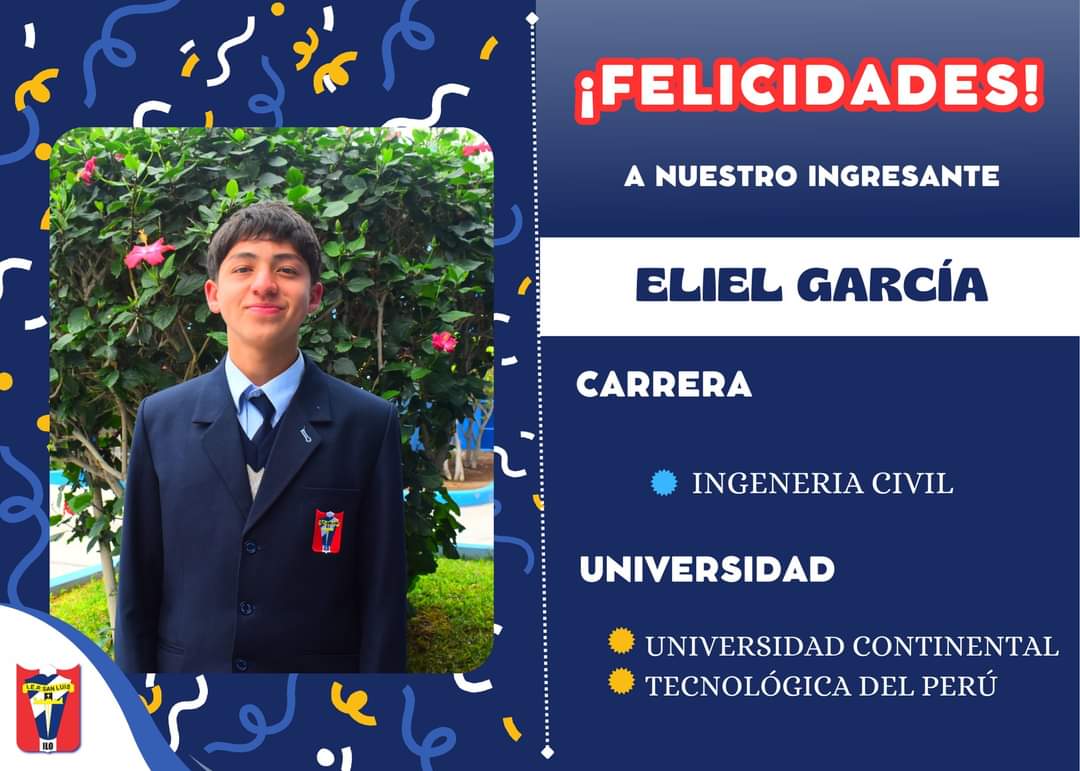 ¡FELICIDADES!
A NUESTRO INGRESANTE
ELIEL GARCÍA
CARRERA
INGENERIA CIVIL
UNIVERSIDAD
UNIVERSIDAD CONTINENTAL
TECNOLÓGICA DEL PERÚ
I.E.P. SAN LUIS
ILO